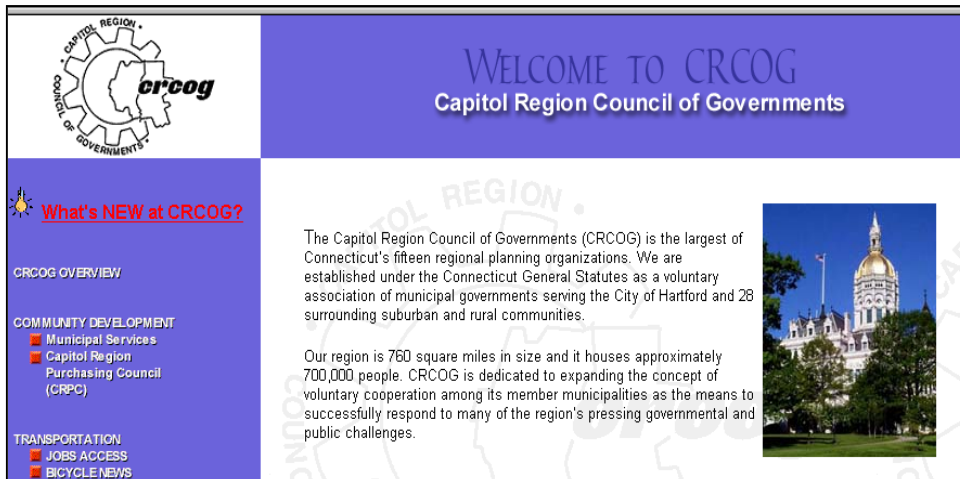 CAPITOL REGION
COUNCIL OF GOVERNMENTS
crcog
WELCOME TO CRCOG
Capitol Region Council of Governments
What's NEW at CRCOG?
CRCOG OVERVIEW
COMMUNITY DEVELOPMENT
Municipal Services
Capitol Region
Purchasing Council
(CRPC)
TRANSPORTATION
JOBS ACCESS
BICYCLE NEWS
The Capitol Region Council of Governments (CRCOG) is the largest of
Connecticut's fifteen regional planning organizations. We are
established under the Connecticut General Statutes as a voluntary
association of municipal governments serving the City of Hartford and 28
surrounding suburban and rural communities.
Our region is 760 square miles in size and it houses approximately
700,000 people. CRCOG is dedicated to expanding the concept of
voluntary cooperation among its member municipalities as the means to
successfully respond to many of the region's pressing governmental and
public challenges.